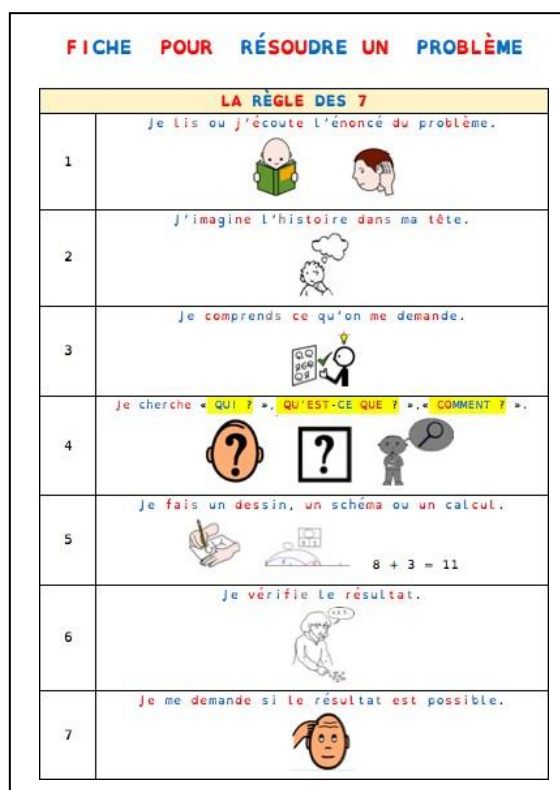 FICHE POUR RÉSOUDRE UN PROBLÈME
LA RÈGLE DES 7
1
Je lis ou j'écoute l'énoncé du problème.
2
J'imagine l'histoire dans ma tête.
3
Je comprends ce qu'on me demande.
4
Je cherche « QUI ? », QU'EST-CE QUE ? »,« COMMENT ? ».
? ?
5
Je fais un dessin, un schéma ou un calcul.
8 + 3 = 11
6
Je vérifie le résultat.
7
Je me demande si le résultat est possible.